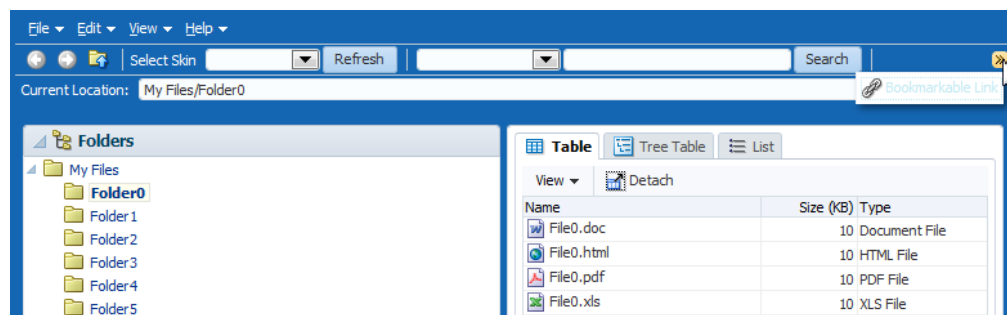 File Edit View Help
Select Skin Refresh Search
Current Location: My Files/Folder0
Bookmarkable Link
Folders
My Files
Folder0
Folder1
Folder2
Folder3
Folder4
Folder5
Table Tree Table List
View Detach
Name Size (KB) Type
File0.doc 10 Document File
File0.html 10 HTML File
File0.pdf 10 PDF File
File0.xls 10 XLS File